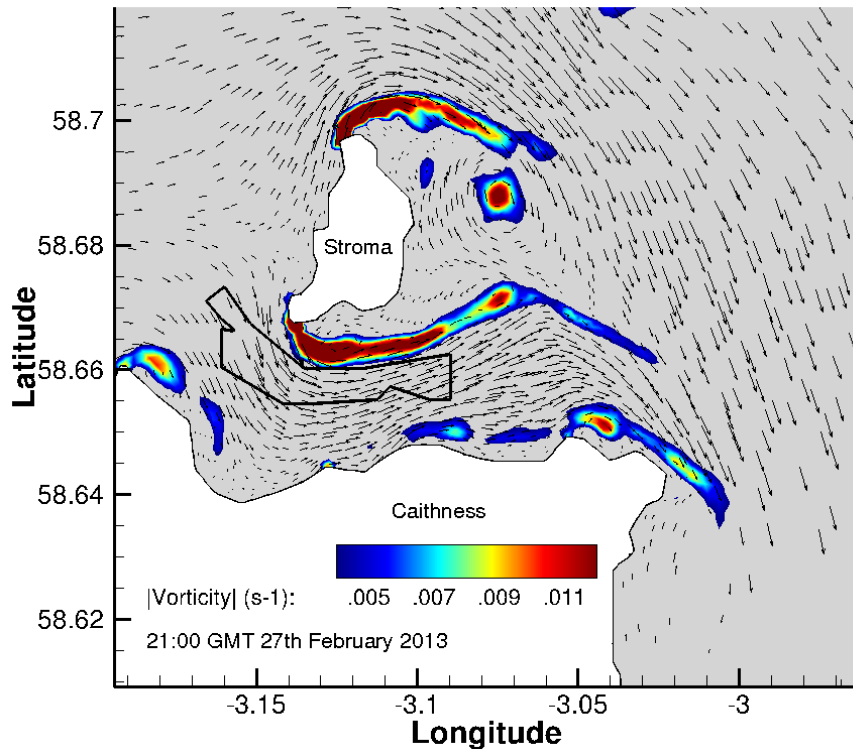 58.7
58.68
58.66
58.64
58.62
Latitude
Stroma
Caithness
|Vorticity| (s-1):
.005 .007 .009 .011
21:00 GMT 27th February 2013
-3.15 -3.1 -3.05 -3
Longitude